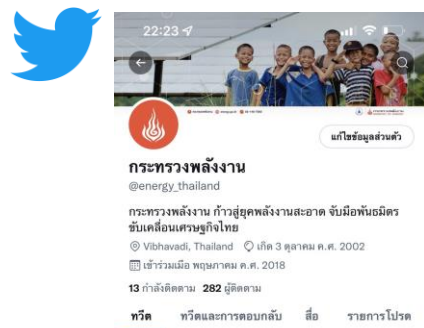 22:23
แก้ไขข้อมูลส่วนตัว
กระทรวงพลังงาน
@energy_thailand
กระทรวงพลังงาน ก้าวสู่ยุคพลังงานสะอาด จับมือพันธมิตร
ขับเคลื่อนเศรษฐกิจไทย
Vibhavadi, Thailand เกิด 3 ตุลาคม ค.ศ. 2002
เข้าร่วมเมื่อ พฤษภาคม ค.ศ. 2018
13 กำลังติดตาม 282 ผู้ติดตาม
ทวีต ทวีตและการตอบกลับ สื่อ รายการโปรด